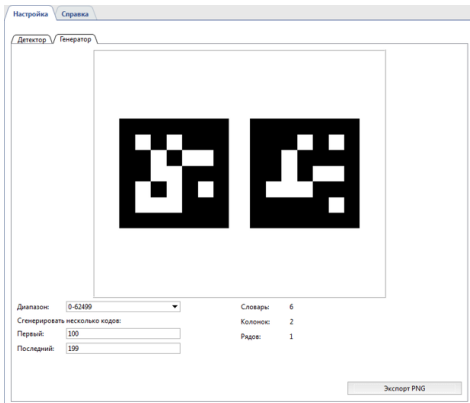 Настройка Справка
Детектор Генератор
Диапазон: 0-62499 Словарь: 6
Сгенерировать несколько кодов: Колонок: 2
Первый: 100 Рядов: 1
Последний: 199
Экспорт PNG